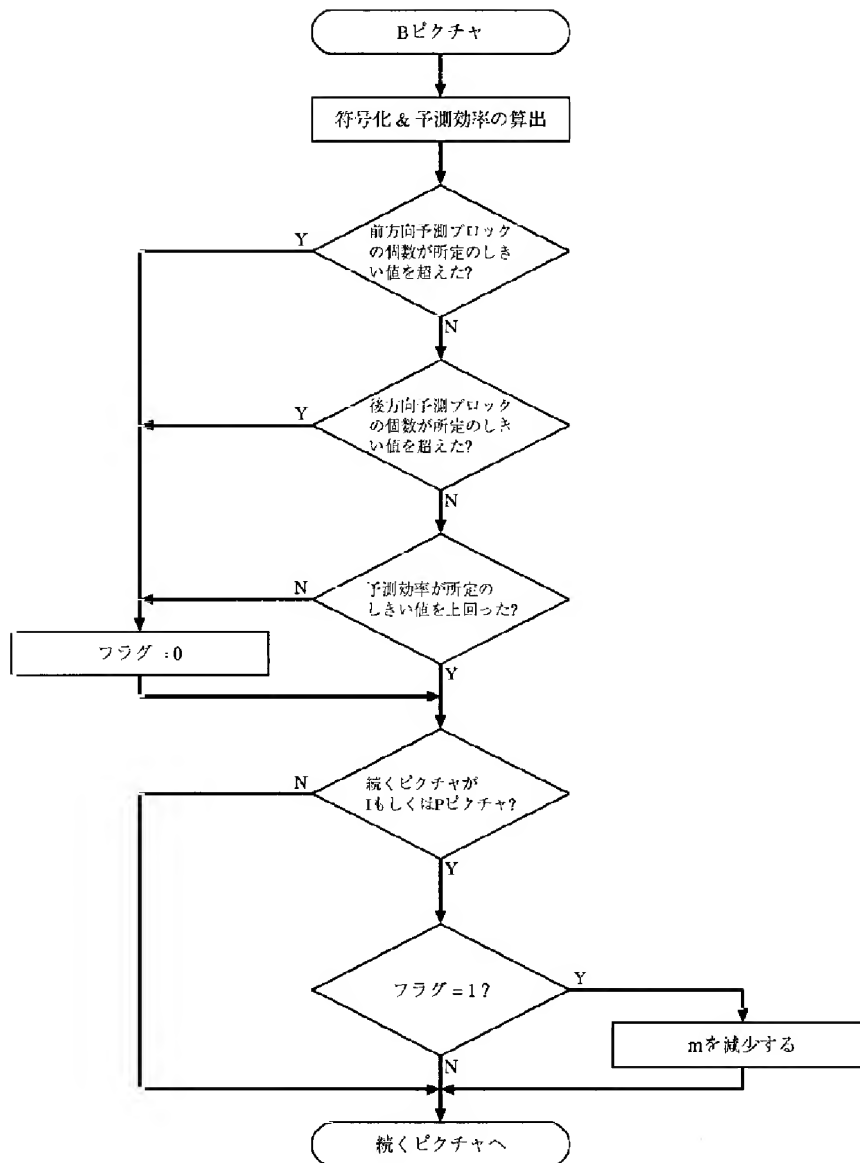 Bピクチャ
符号化 & 予測効率の算出
前方向予測ブロック
の個数が所定のしき
い値を超えた?
Y
N
後方向予測ブロック
の個数が所定のしき
い値を超えた?
Y
N
予測効率が所定の
しきい値を上回った?
N
フラグ :0
Y
続くピクチャが
Iもしくはpピクチャ?
N
Y
フラグ = 1 ?
Y
mを減少する
N
続くピクチャへ